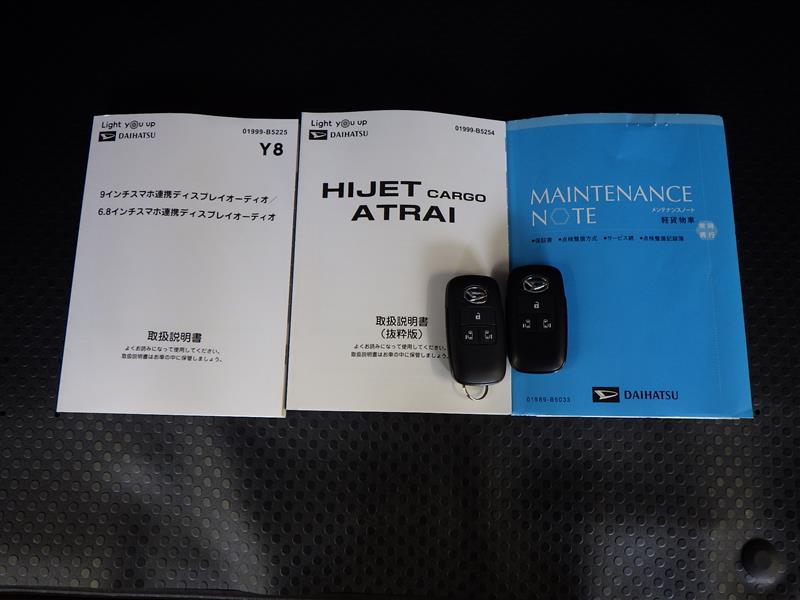 Light you up
DAIHATSU
01999-B5225
Y8
9インチスマホ連携ディスプレイオーディオ/
6.8インチスマホ連携ディスプレイオーディオ
取扱説明書
よくお読みになって使用してください。
取扱説明書はお車の中に保管しましょう。
Light you up
DAIHATSU
01999-B5254
HIJET CARGO
ATRAI
取扱説明書
(抜粋版)
よくお読みになって使用してください。
取扱説明書はお車の中に保管しましょう。
MAINTENANCE
NOTE
メンテナンスノート
軽貨物車
•保証書 •点検整備方式 •サービス網 •点検整備記録簿
01989-B5033
DAIHATSU